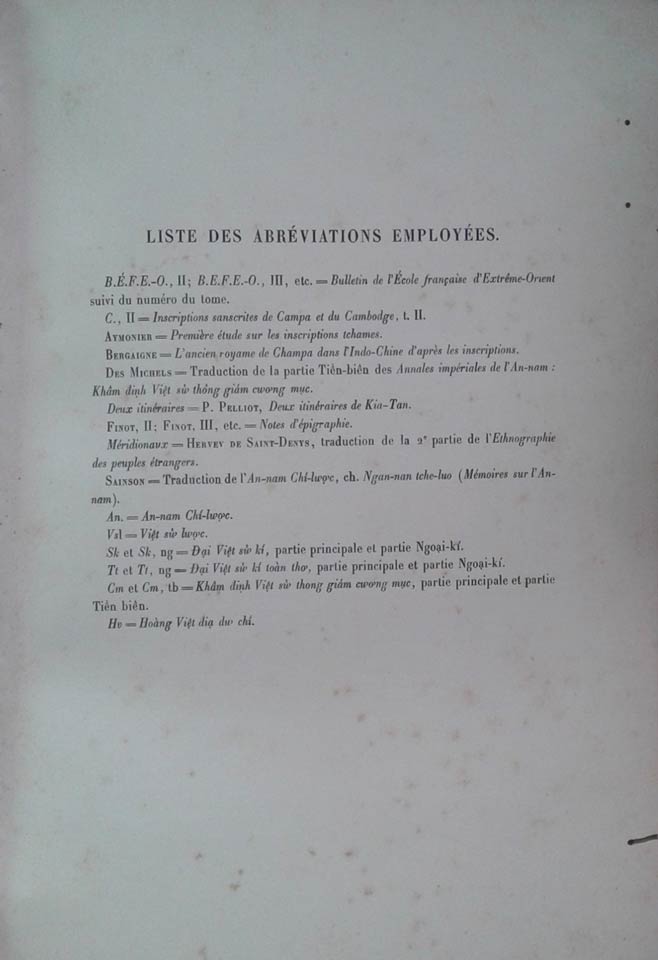 LISTE DES ABRÉVIATIONS EMPLOYÉES.
B.É.F.E.-O., II; B.E.F.E.-O., III, etc. = Bulletin de l'École française d'Extrême-Orient
suivi du numéro du tome.
C., II = Inscriptions sanscrites de Campa et du Cambodge, t. II.
AYMONIER = Première étude sur les inscriptions tchames.
BERGAIGNE = L'ancien royame de Champa dans l'Indo-Chine d'après les inscriptions.
DES MICHELS = Traduction de la partie Tiền-biên des Annales impériales de l'An-nam :
Khâm dịnh Việt sử thông giám cương mục.
Deux itinéraires = P. PELLIOT, Deux itinéraires de Kia-Tan.
FINOT, II; FINOT, III, etc. = Notes d'épigraphie.
Méridionaux = HERVEY DE SAINT-DENYS, traduction de la 2e partie de l'Ethnographie
des peuples étrangers.
SAINSON = Traduction de l'An-nam Chí-lược, ch. Ngan-nan tche-luo (Mémoires sur l'An-
nam).
An. = An-nam Chí-lược.
Vsl = Việt sử lược.
Sk et Sk, ng = Đại Việt sử kí, partie principale et partie Ngoại-kí.
Tt et Tt, ng = Đại Việt sử kí toàn thơ, partie principale et partie Ngoại-kí.
Cm et Cm, tb = Khâm dịnh Việt sử thong giám cương mục, partie principale et partie
Tiền biên.
Hv = Hoàng Việt dịa dư chí.